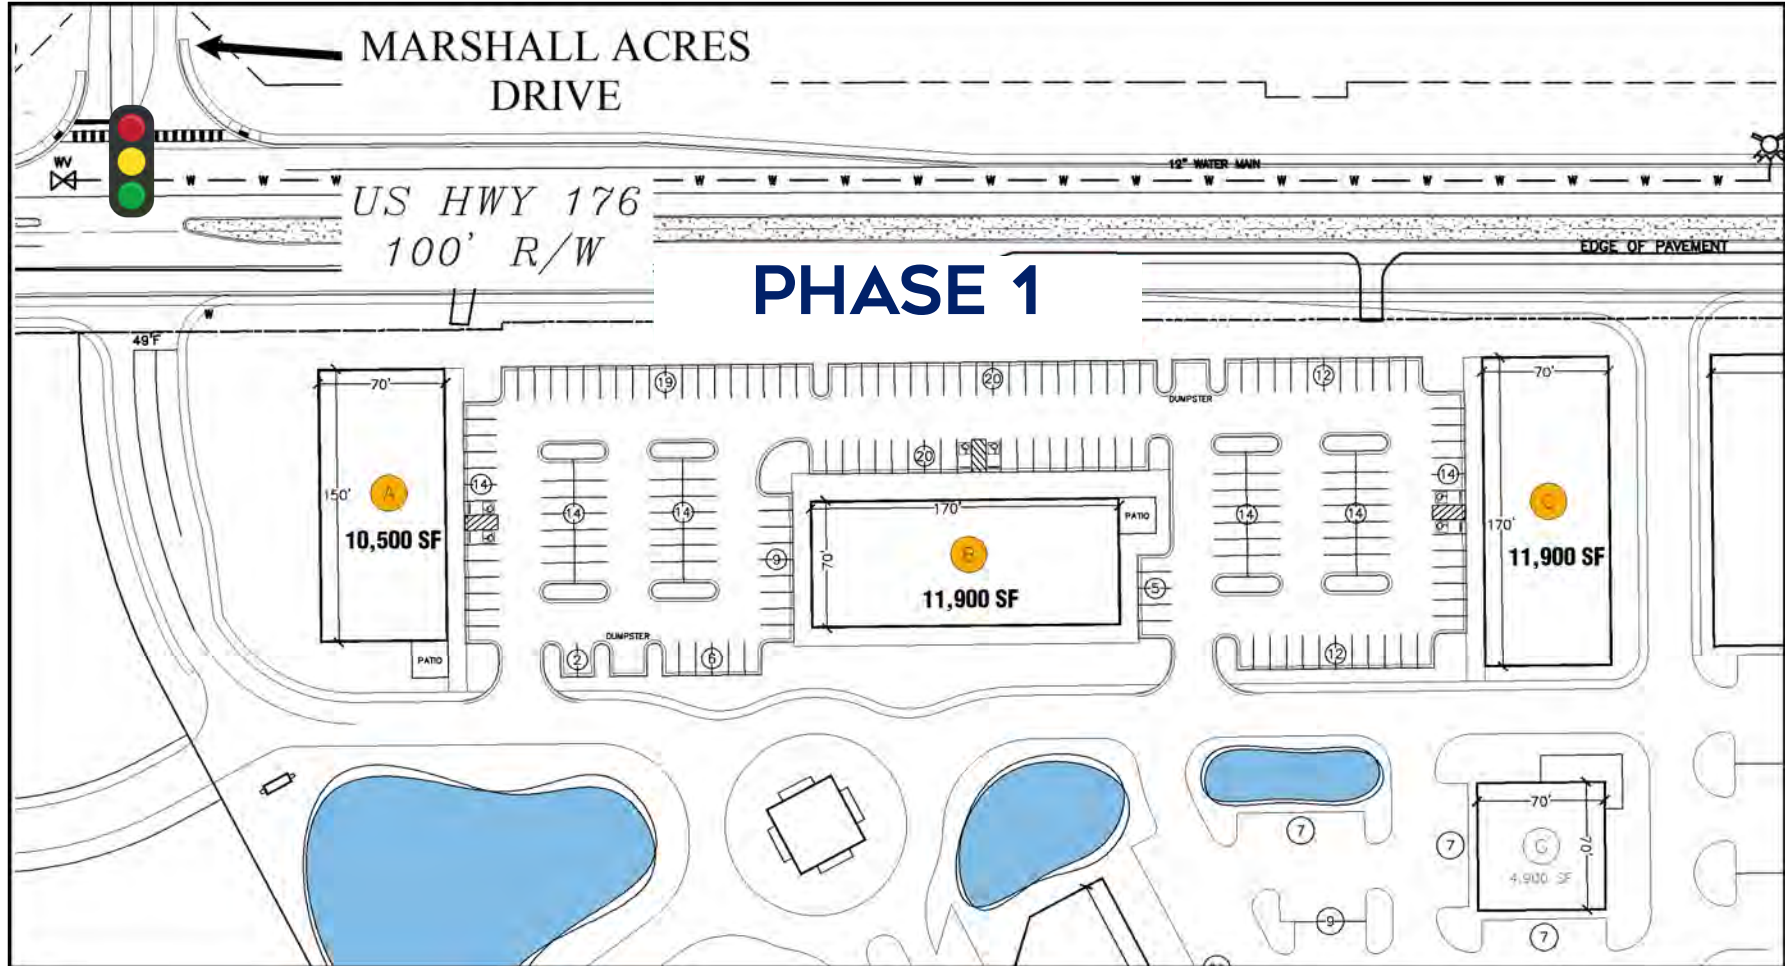 MARSHALL ACRES
DRIVE
WV
12" WATER MAIN
W W W W W W W W W W W W W W W W W W
US HWY 176
100' R/W
EDGE OF PAVEMENT
PHASE 1
W
49'F
70'
19
20
12
70'
DUMPSTER
20
14
14
150'
A
10,500 SF
14
14
170'
PATIO
14
14
170'
C
11,900 SF
9
70'
B
11,900 SF
5
DUMPSTER
PATIO
2
6
12
7
7
70'
G
70'
4,900 SF
9
7